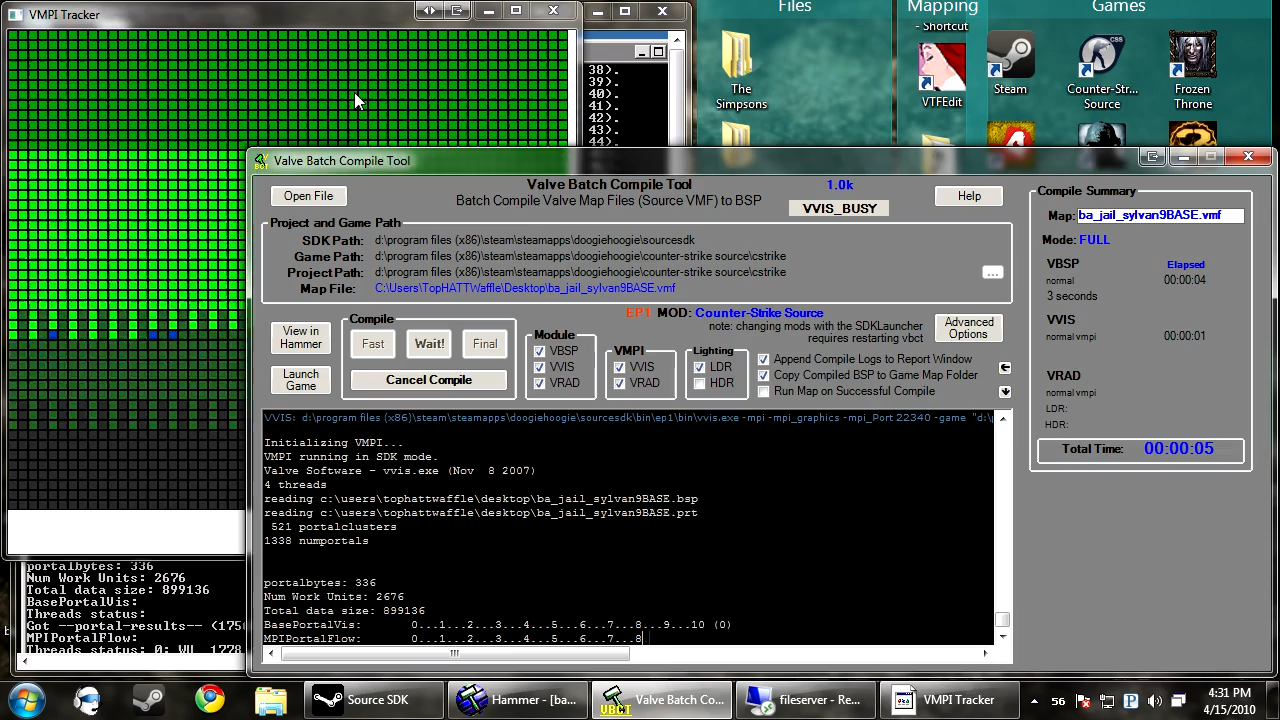 VMPI Tracker
38).
39).
40).
41).
42).
43).
44).
Files
Mapping
Games
The
Simpsons
- Shortcut
VTFEdit
Steam
Counter-Str...
Source
Frozen
Throne
Valve Batch Compile Tool
Open File
Valve Batch Compile Tool
1.0k
Batch Compile Valve Map Files (Source VMF) to BSP
VVIS_BUSY
Help
Project and Game Path
SDK Path: d:\program files (x86)\steam\steamapps\doogiehoogie\sourcesdk
Game Path: d:\program files (x86)\steam\steamapps\doogiehoogie\counter-strike source\cstrike
Project Path: d:\program files (x86)\steam\steamapps\doogiehoogie\counter-strike source\cstrike
...
Map File: C:\Users\TopHATTWaffle\Desktop\ba_jail_sylvan9BASE.vmf
EP1 MOD: Counter-Strike Source
note: changing mods with the SDKLauncher
requires restarting vbct
Advanced
Options
View in
Hammer
Launch
Game
Compile
Fast
Wait!
Final
Cancel Compile
Module
VBSP
VVIS
VRAD
VMPI
VVIS
VRAD
Lighting
LDR
HDR
Append Compile Logs to Report Window
Copy Compiled BSP to Game Map Folder
Run Map on Successful Compile
Compile Summary
Map: ba_jail_sylvan9BASE.vmf
Mode: FULL
VBSP Elapsed
normal 00:00:04
3 seconds
VVIS
normal vmpi 00:00:01
VRAD
normal vmpi
LDR:
HDR:
Total Time: 00:00:05
VVIS: d:\program files (x86)\steam\steamapps\doogiehoogie\sourcesdk\bin\ep1\bin\vvis.exe -mpi -mpi_graphics -mpi_Port 22340 -game "d:\p
Initializing VMPI...
VMPI running in SDK mode.
Valve Software - vvis.exe (Nov 8 2007)
4 threads
reading c:\users\tophattwaffle\desktop\ba_jail_sylvan9BASE.bsp
reading c:\users\tophattwaffle\desktop\ba_jail_sylvan9BASE.prt
521 portalclusters
1338 numportals
portalbytes: 336
Num Work Units: 2676
Total data size: 899136
BasePortalVis: 0...1...2...3...4...5...6...7...8...9...10 (0)
MPIPortalFlow: 0...1...2...3...4...5...6...7...8
portalbytes: 336
Num Work Units: 2676
Total data size: 899136
BasePortalVis:
Threads status:
Got --portal-results-- (1756
MPIPortalFlow:
Threads status: 0: WU 1778
Source SDK
Hammer - [ba...
Valve Batch Co...
VBCT
fileserver - Re...
VMPI Tracker
56
4:31 PM
4/15/2010